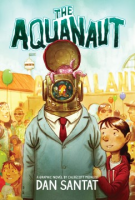 THE
AQUANAUT
A GRAPHIC NOVEL BY CALDECOTT MEDALIST
DAN SANTAT